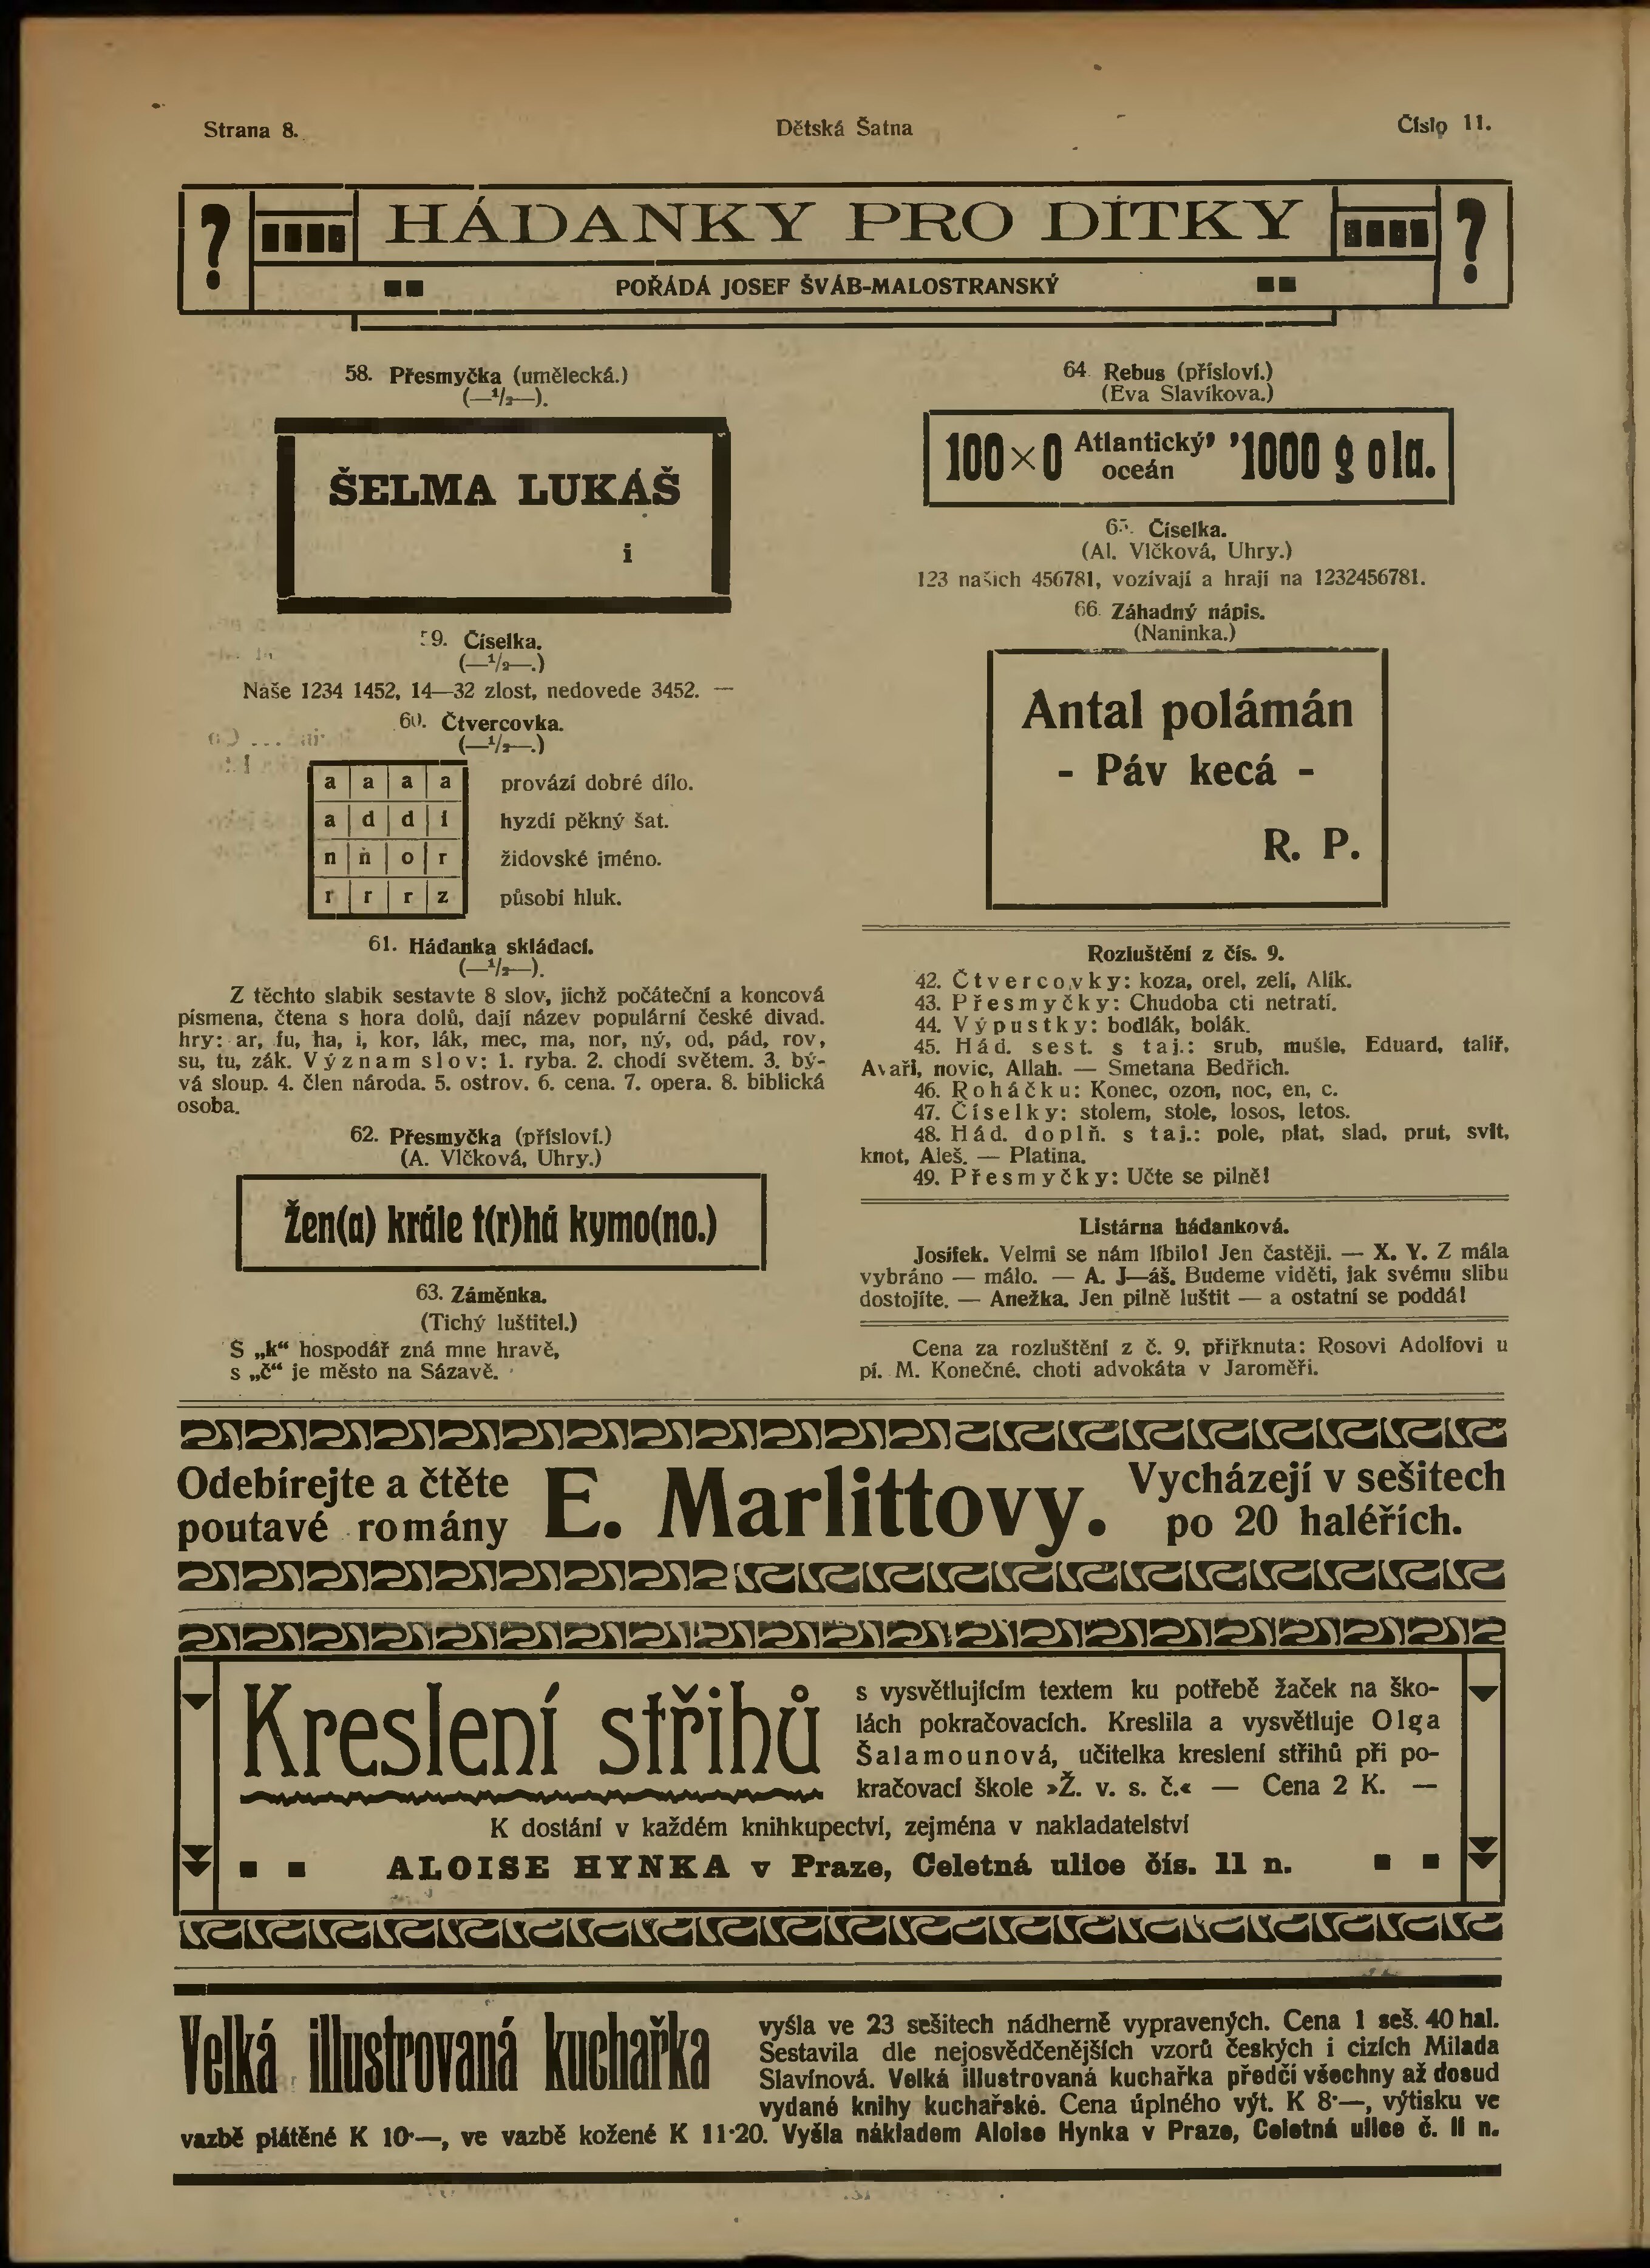 Strana 8.
Dětská Šatna
Číslo 11.
? HÁDANKY PRO DÍTKY ?
POŘÁDÁ JOSEF ŠVÁB-MALOSTRANSKÝ
58. Přesmyčka (umělecká.)
(—1/2—).
ŠELMA LUKÁŠ
i
59. Číselka.
(—1/2—.)
Naše 1234 1452, 14—32 zlost, nedovede 3452. —
60. Čtvercovka.
(—1/2—.)
a a a a provází dobré dílo.
a d d i hyzdí pěkný šat.
n ň o r židovské jméno.
r r r z působí hluk.
61. Hádanka skládací.
(—1/2—).
Z těchto slabik sestavte 8 slov, jichž počáteční a koncová
písmena, čtena s hora dolů, dají název populární české divad.
hry: ar, fu, ha, i, kor, lák, mec, ma, nor, ný, od, pád, rov,
su, tu, zák. Význam slov: 1. ryba. 2. chodí světem. 3. bý-
vá sloup. 4. člen národa. 5. ostrov. 6. cena. 7. opera. 8. biblická
osoba.
62. Přesmyčka (přísloví.)
(A. Vlčková, Uhry.)
Žen(a) krále t(r)há kymo(no.)
63. Záměnka.
(Tichý luštitel.)
S „k“ hospodář zná mne hravě,
s „č“ je město na Sázavě.
64 Rebus (přísloví.)
(Eva Slavíkova.)
100×0 Atlantický’ ’1000 g ola.
oceán
65. Číselka.
(Al. Vlčková, Uhry.)
123 našich 456781, vozívají a hrají na 1232456781.
66 Záhadný nápis.
(Naninka.)
Antal polámán
- Páv kecá -
R. P.
Rozluštění z čís. 9.
42. Čtvercovky: koza, orel, zelí, Alík.
43. Přesmyčky: Chudoba cti netratí.
44. Výpustky: bodlák, bolák.
45. Hád. sest. s taj.: srub, mušle, Eduard, talíř,
Avaři, novic, Allah. — Smetana Bedřich.
46. Roháčku: Konec, ozon, noc, en, c.
47. Číselky: stolem, stole, losos, letos.
48. Hád. doplň. s taj.: pole, plat, slad, prut, svit,
knot, Aleš. — Platina.
49. Přesmyčky: Učte se pilně!
Listárna hádanková.
Josífek. Velmi se nám líbilo! Jen častěji. — X. Y. Z mála
vybráno — málo. — A. J—áš. Budeme viděti, jak svému slibu
dostojíte. — Anežka. Jen pilně luštit — a ostatní se poddá!
Cena za rozluštění z č. 9. přiřknuta: Rosovi Adolfovi u
pí. M. Konečné, choti advokáta v Jaroměři.
Odebírejte a čtěte
poutavé romány
E. Marlittovy.
Vycházejí v sešitech
po 20 haléřích.
Kreslení střihů
s vysvětlujícím textem ku potřebě žaček na ško-
lách pokračovacích. Kreslila a vysvětluje Olga
Šalamounová, učitelka kreslení střihů při po-
kračovací škole »Ž. v. s. č.« — Cena 2 K. —
K dostání v každém knihkupectví, zejména v nakladatelství
ALOISE HYNKA v Praze, Celetná ulice čís. 11 n.
Velká illustrovaná kuchařka
vyšla ve 23 sešitech nádherně vypravených. Cena 1 seš. 40 hal.
Sestavila dle nejosvědčenějších vzorů českých i cizích Milada
Slavínová. Velká illustrovaná kuchařka předčí všechny až dosud
vydané knihy kuchařské. Cena úplného výt. K 8·—, výtisku ve
vazbě plátěné K 10·—, ve vazbě kožené K 11·20. Vyšla nákladem Aloise Hynka v Praze, Celetná ulice č. 11 n.